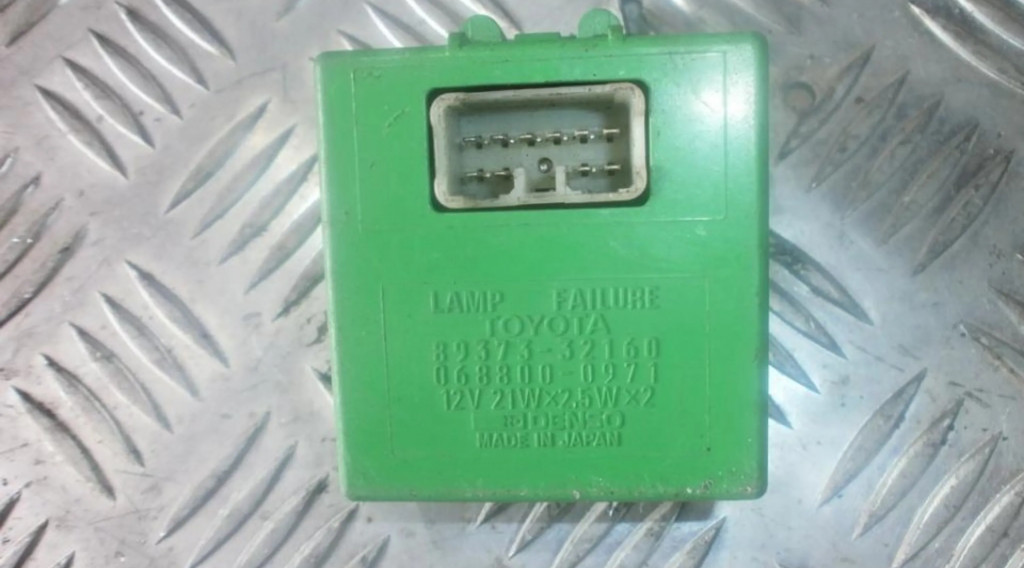 LAMP FAILURE
TOYOTA
89373-32160
068800-0971
12V 21W×2,5W×2
DENSO
MADE IN JAPAN